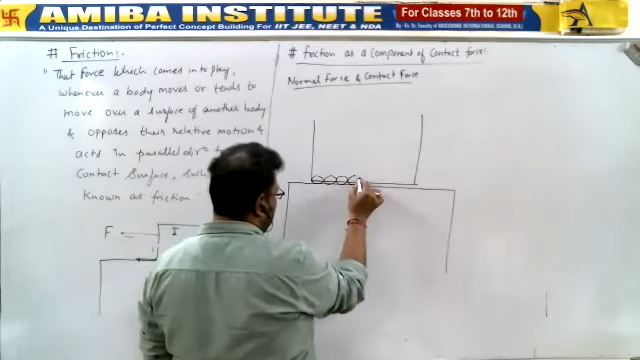 AMIBA INSTITUTE
A Unique Destination of Perfect Concept Building For IIT JEE, NEET & NDA
For Classes 7th to 12th
# Friction:-
" That Force which comes in to play,
whenever a body moves or tends to
move over a surface of another body
& opposes their relative motion &
acts in parallel dirⁿ
Contact Surface, such
Known as friction
F
I
# Friction as a Component of Contact force:
Normal Force & Contact Force